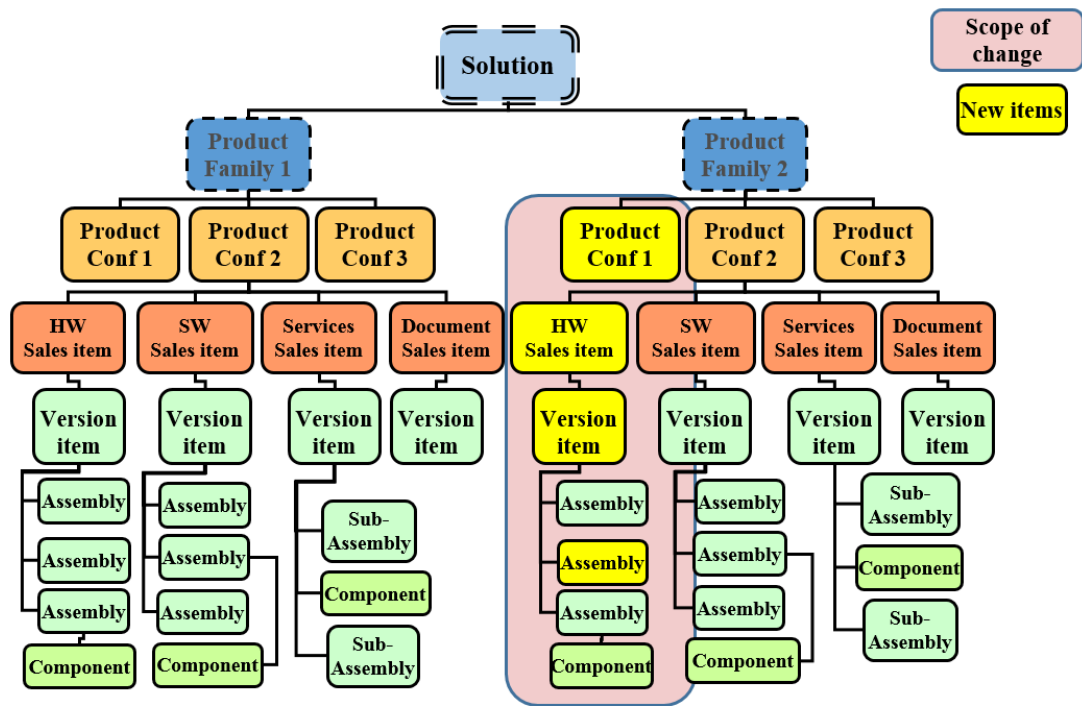 Scope of
change
New items
Solution
Product
Family 1
Product
Family 2
Product
Conf 1
Product
Conf 2
Product
Conf 3
Product
Conf 1
Product
Conf 2
Product
Conf 3
HW
Sales item
SW
Sales item
Services
Sales item
Document
Sales item
HW
Sales item
SW
Sales item
Services
Sales item
Document
Sales item
Version
item
Version
item
Version
item
Version
item
Version
item
Version
item
Version
item
Version
item
Assembly
Assembly
Assembly
Component
Assembly
Assembly
Assembly
Component
Sub-
Assembly
Component
Sub-
Assembly
Assembly
Assembly
Assembly
Component
Assembly
Assembly
Assembly
Component
Sub-
Assembly
Component
Sub-
Assembly